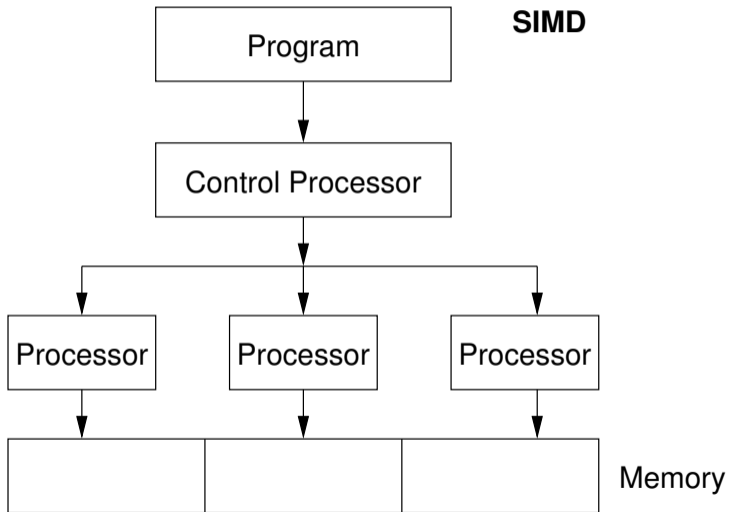 SIMD
Program
Control Processor
Processor
Processor
Processor
Memory